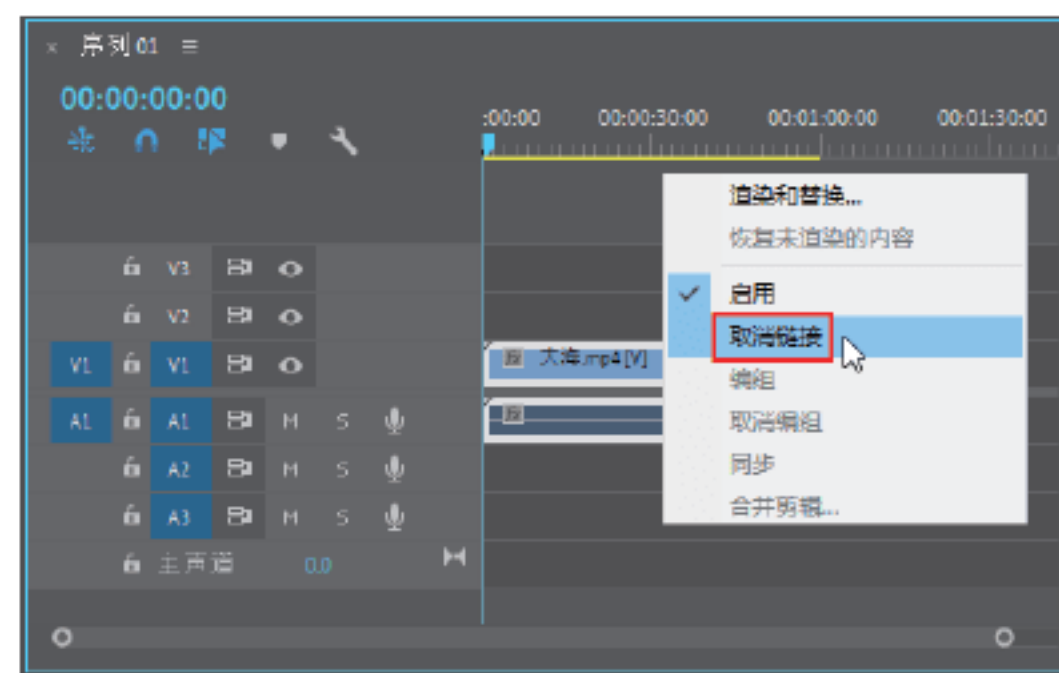 × 序列 01 ≡
00:00:00:00
:00:00 00:00:30:00 00:01:00:00 00:01:30:00
渲染和替换...
恢复未渲染的内容
启用
取消链接
编组
取消编组
同步
合并剪辑...
V3
V2
V1 V1 fx 大海.mp4 [V]
A1 A1 M S fx
A2 M S
A3 M S
主声道 0.0